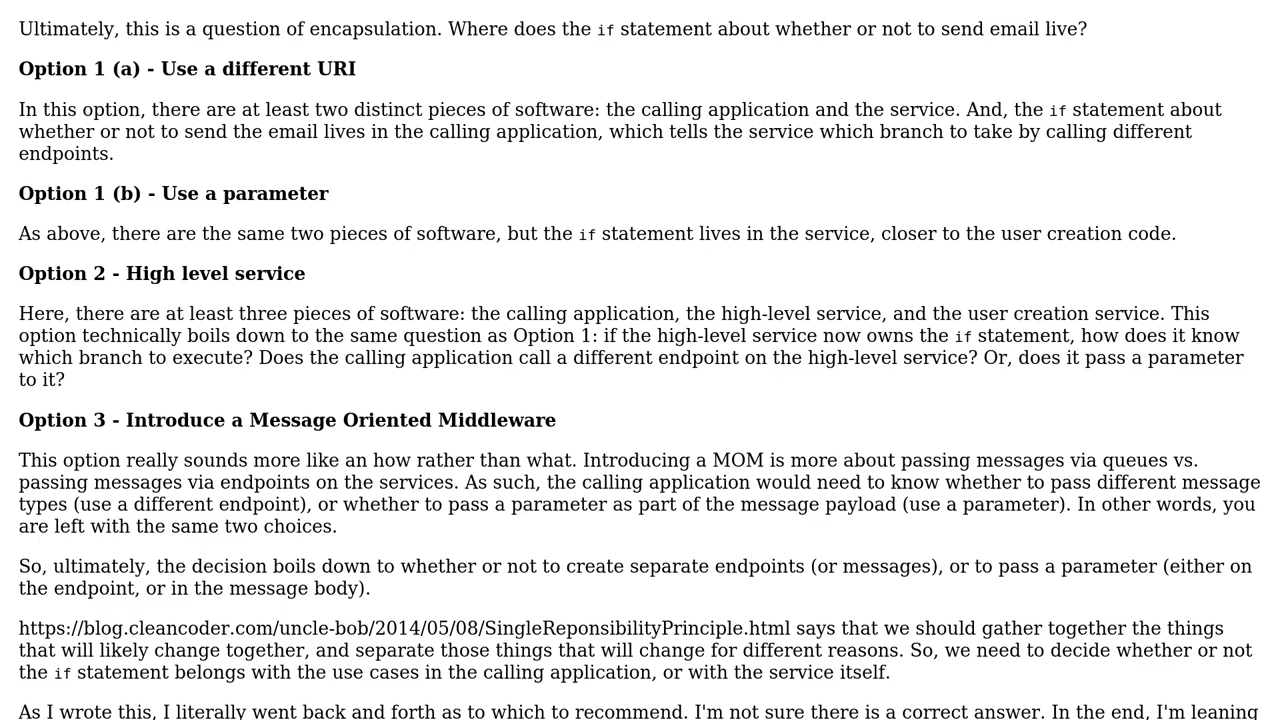 Ultimately, this is a question of encapsulation. Where does the if statement about whether or not to send email live?
Option 1 (a) - Use a different URI
In this option, there are at least two distinct pieces of software: the calling application and the service. And, the if statement about
whether or not to send the email lives in the calling application, which tells the service which branch to take by calling different
endpoints.
Option 1 (b) - Use a parameter
As above, there are the same two pieces of software, but the if statement lives in the service, closer to the user creation code.
Option 2 - High level service
Here, there are at least three pieces of software: the calling application, the high-level service, and the user creation service. This
option technically boils down to the same question as Option 1: if the high-level service now owns the if statement, how does it know
which branch to execute? Does the calling application call a different endpoint on the high-level service? Or, does it pass a parameter
to it?
Option 3 - Introduce a Message Oriented Middleware
This option really sounds more like an how rather than what. Introducing a MOM is more about passing messages via queues vs.
passing messages via endpoints on the services. As such, the calling application would need to know whether to pass different message
types (use a different endpoint), or whether to pass a parameter as part of the message payload (use a parameter). In other words, you
are left with the same two choices.
So, ultimately, the decision boils down to whether or not to create separate endpoints (or messages), or to pass a parameter (either on
the endpoint, or in the message body).
https://blog.cleancoder.com/uncle-bob/2014/05/08/SingleReponsibilityPrinciple.html says that we should gather together the things
that will likely change together, and separate those things that will change for different reasons. So, we need to decide whether or not
the if statement belongs with the use cases in the calling application, or with the service itself.
As I wrote this, I literally went back and forth as to which to recommend. I'm not sure there is a correct answer. In the end, I'm leaning